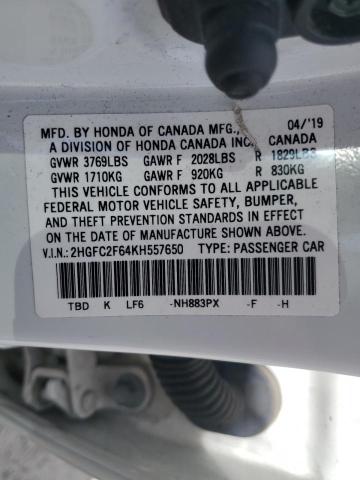 MFD. BY HONDA OF CANADA MFG., 04/'19
A DIVISION OF HONDA CANADA INC. CANADA
GVWR 3769LBS GAWR F 2028LBS R 1829LBS
GVWR 1710KG GAWR F 920KG R 830KG
THIS VEHICLE CONFORMS TO ALL APPLICABLE
FEDERAL MOTOR VEHICLE SAFETY, BUMPER,
AND THEFT PREVENTION STANDARDS IN EFFECT
ON THE DATE OF MANUFACTURE SHOWN ABOVE.
V.I.N.: 2HGFC2F64KH557650 TYPE: PASSENGER CAR
TBD K LF6 -NH883PX -F -H